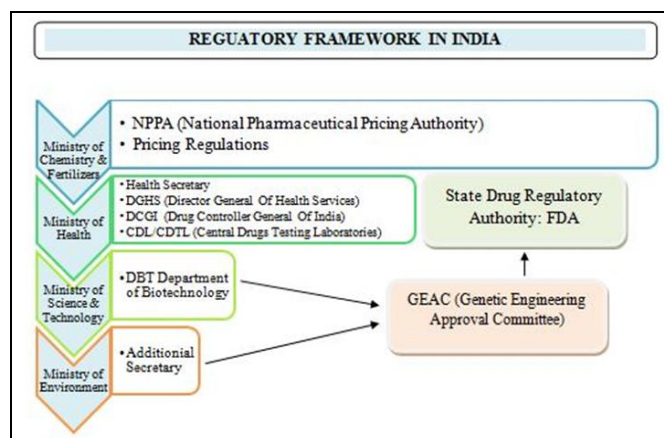 REGUATORY FRAMEWORK IN INDIA
Ministry of
Chemistry &
Fertilizers
• NPPA (National Pharmaceutical Pricing Authority)
• Pricing Regulations
Ministry of
Health
• Health Secretary
• DGHS (Director General Of Health Services)
• DCGI (Drug Controller General Of India)
• CDL/CDTL (Central Drugs Testing Laboratories)
State Drug Regulatory
Authority: FDA
Ministry of
Science &
Technology
• DBT Department
of Biotechnology
GEAC (Genetic Engineering
Approval Committee)
Ministry of
Environment
• Additionial
Secretary